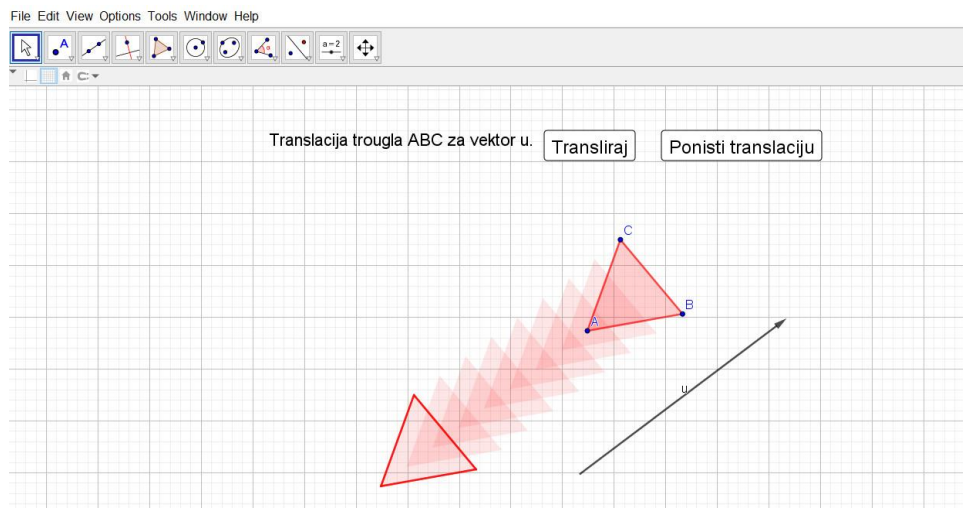 File Edit View Options Tools Window Help
A
a=2
Translacija trougla ABC za vektor u.
Transliraj
Ponisti translaciju
C
B
A
u